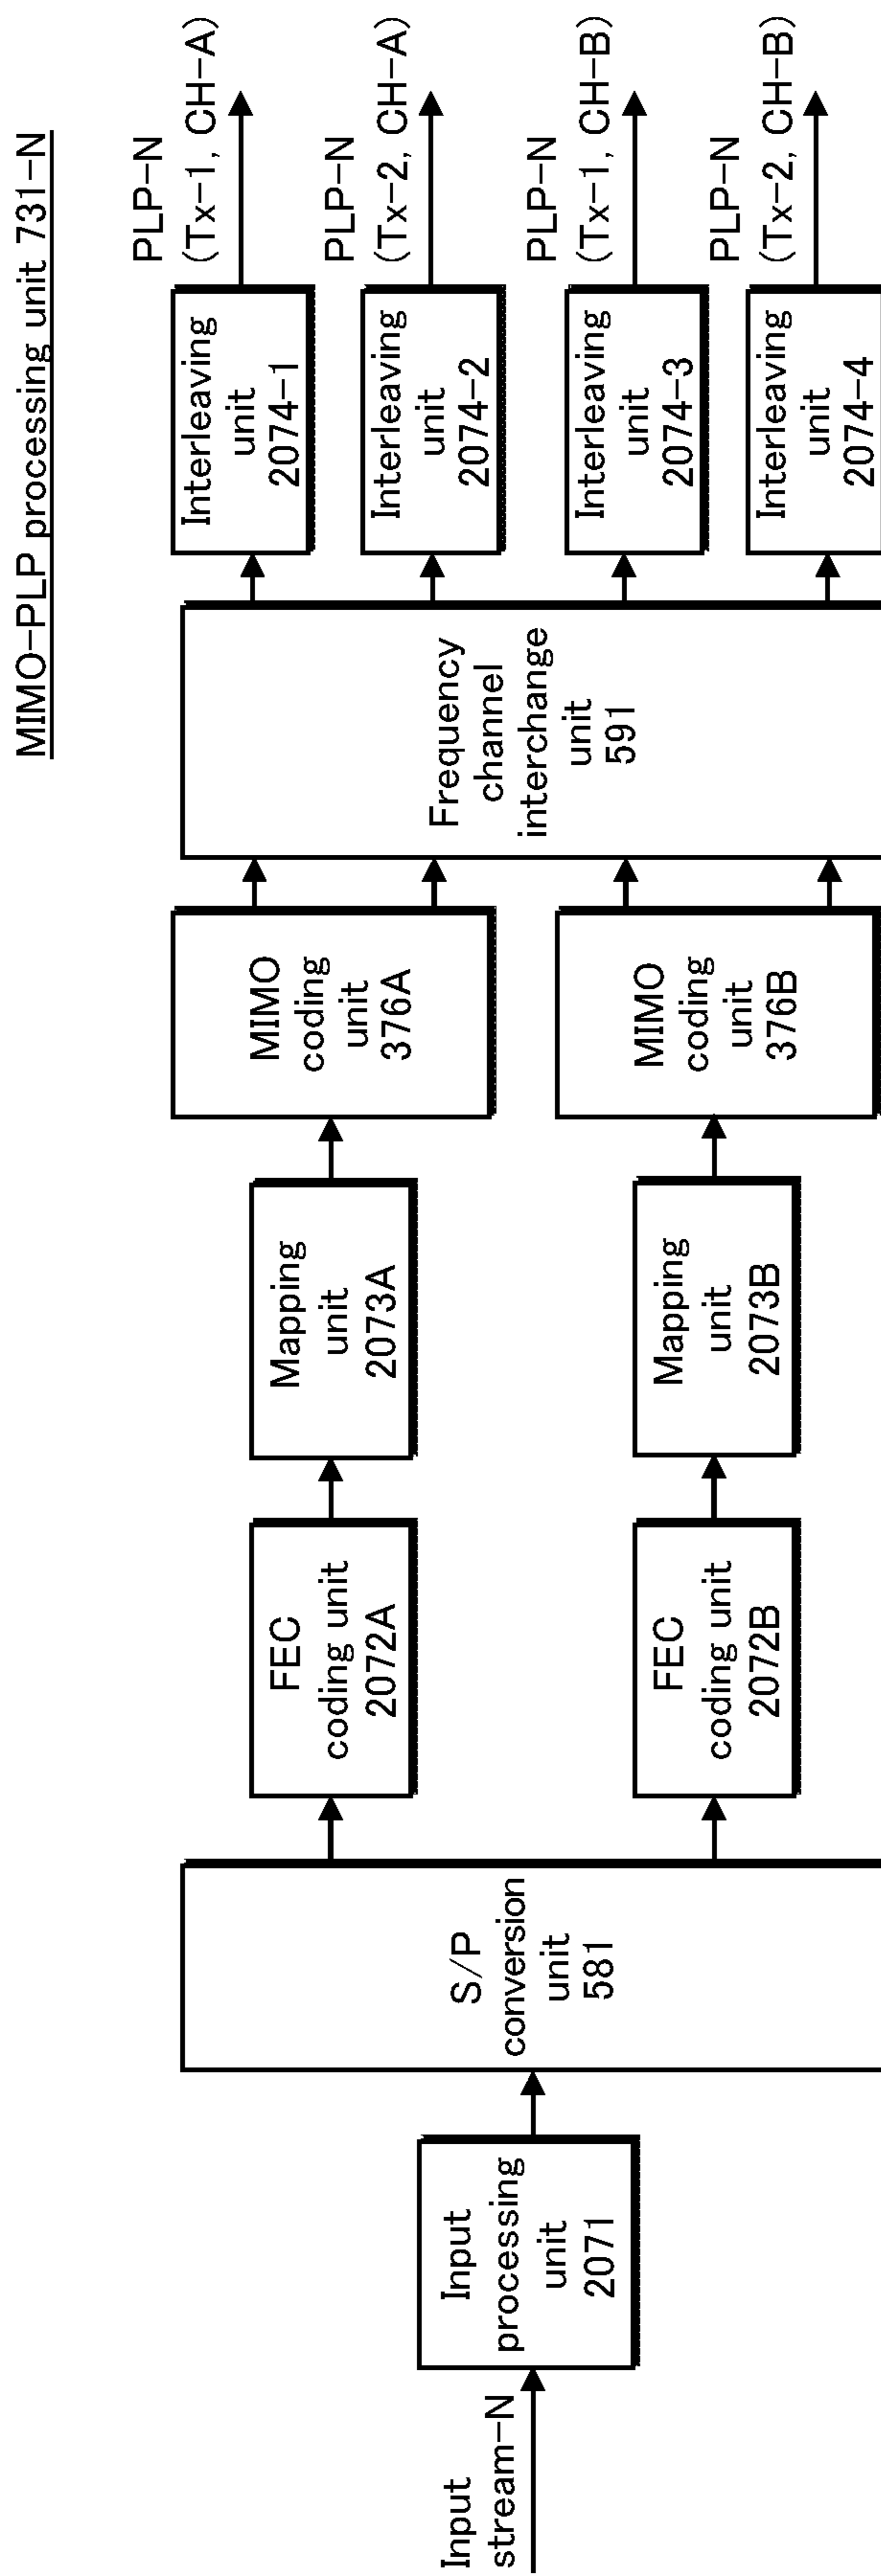 MIMO-PLP processing unit 731-N
Input
stream-N
Input
processing
unit
2071
S/P
conversion
unit
581
FEC
coding unit
2072A
Mapping
unit
2073A
MIMO
coding
unit
376A
FEC
coding unit
2072B
Mapping
unit
2073B
MIMO
coding
unit
376B
Frequency
channel
interchange
unit
591
Interleaving
unit
2074-1
PLP-N
(Tx-1, CH-A)
Interleaving
unit
2074-2
PLP-N
(Tx-2, CH-A)
Interleaving
unit
2074-3
PLP-N
(Tx-1, CH-B)
Interleaving
unit
2074-4
PLP-N
(Tx-2, CH-B)